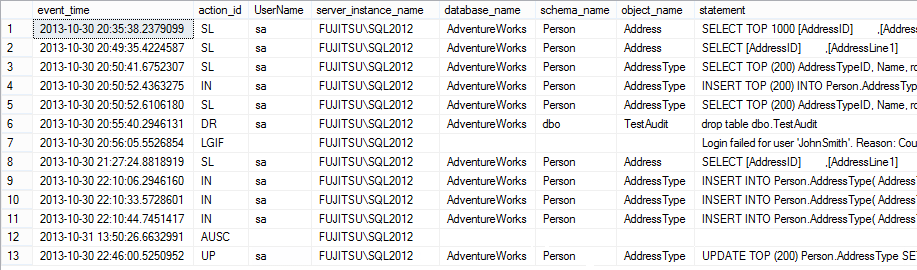 event_time action_id UserName server_instance_name database_name schema_name object_name statement
1 2013-10-30 20:35:38.2379099 SL sa FUJITSU\SQL2012 AdventureWorks Person Address SELECT TOP 1000 [AddressID] ,[Address
2 2013-10-30 20:49:35.4224587 SL sa FUJITSU\SQL2012 AdventureWorks Person Address SELECT [AddressID] ,[AddressLine1]
3 2013-10-30 20:50:41.6752307 SL sa FUJITSU\SQL2012 AdventureWorks Person AddressType SELECT TOP (200) AddressTypeID, Name, ro
4 2013-10-30 20:50:52.4363275 IN sa FUJITSU\SQL2012 AdventureWorks Person AddressType INSERT TOP (200) INTO Person.AddressTyp
5 2013-10-30 20:50:52.6106180 SL sa FUJITSU\SQL2012 AdventureWorks Person AddressType SELECT TOP (200) AddressTypeID, Name, ro
6 2013-10-30 20:55:40.2946131 DR sa FUJITSU\SQL2012 AdventureWorks dbo TestAudit drop table dbo.TestAudit
7 2013-10-30 20:56:05.5526854 LGIF FUJITSU\SQL2012 Login failed for user 'JohnSmith'. Reason: Cou
8 2013-10-30 21:27:24.8818919 SL sa FUJITSU\SQL2012 AdventureWorks Person Address SELECT [AddressID] ,[AddressLine1]
9 2013-10-30 22:10:06.2946160 IN sa FUJITSU\SQL2012 AdventureWorks Person AddressType INSERT INTO Person.AddressType( Address
10 2013-10-30 22:10:33.5728601 IN sa FUJITSU\SQL2012 AdventureWorks Person AddressType INSERT INTO Person.AddressType( Address
11 2013-10-30 22:10:44.7451417 IN sa FUJITSU\SQL2012 AdventureWorks Person AddressType INSERT INTO Person.AddressType( Address
12 2013-10-31 13:50:26.6632991 AUSC FUJITSU\SQL2012
13 2013-10-30 22:46:00.5250952 UP sa FUJITSU\SQL2012 AdventureWorks Person AddressType UPDATE TOP (200) Person.AddressType SE